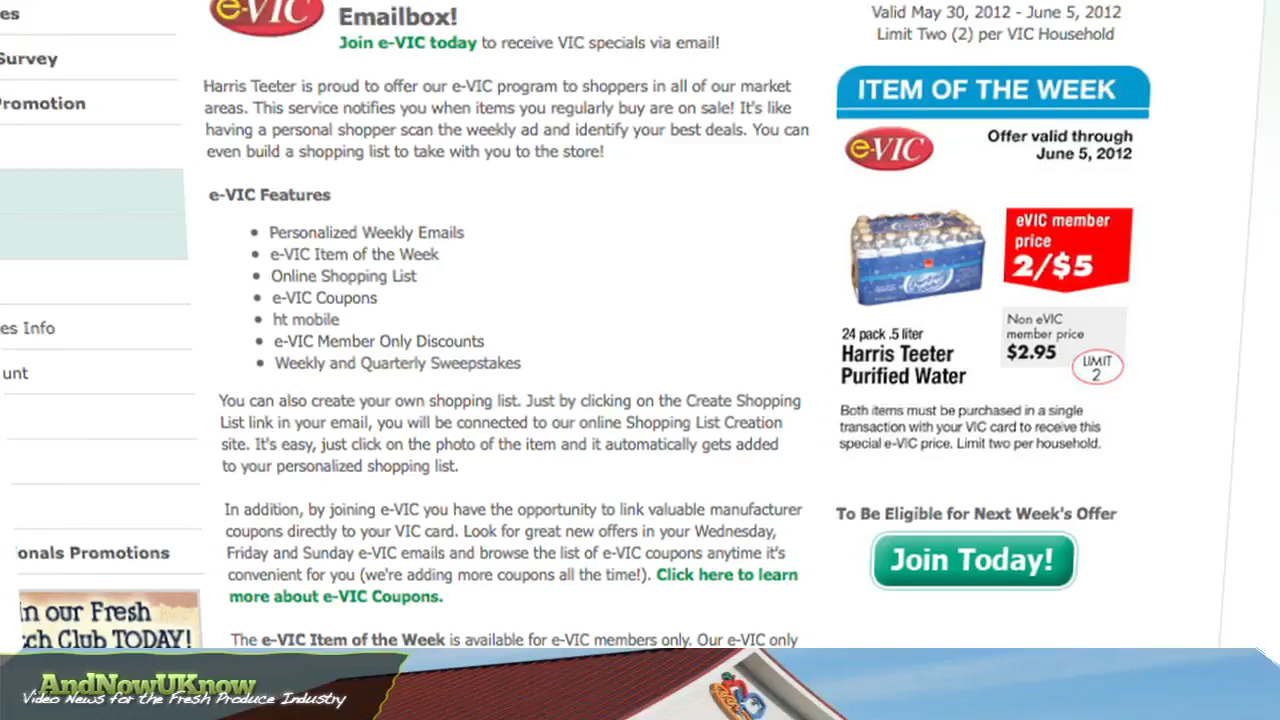 es
Survey
Promotion
es Info
unt
onals Promotions
in our Fresh
ch Club TODAY!
e-VIC
Emailbox!
Join e-VIC today to receive VIC specials via email!
Harris Teeter is proud to offer our e-VIC program to shoppers in all of our market
areas. This service notifies you when items you regularly buy are on sale! It's like
having a personal shopper scan the weekly ad and identify your best deals. You can
even build a shopping list to take with you to the store!
e-VIC Features
• Personalized Weekly Emails
• e-VIC Item of the Week
• Online Shopping List
• e-VIC Coupons
• ht mobile
• e-VIC Member Only Discounts
• Weekly and Quarterly Sweepstakes
You can also create your own shopping list. Just by clicking on the Create Shopping
List link in your email, you will be connected to our online Shopping List Creation
site. It's easy, just click on the photo of the item and it automatically gets added
to your personalized shopping list.
In addition, by joining e-VIC you have the opportunity to link valuable manufacturer
coupons directly to your VIC card. Look for great new offers in your Wednesday,
Friday and Sunday e-VIC emails and browse the list of e-VIC coupons anytime it's
convenient for you (we're adding more coupons all the time!). Click here to learn
more about e-VIC Coupons.
The e-VIC Item of the Week is available for e-VIC members only. Our e-VIC only
Valid May 30, 2012 - June 5, 2012
Limit Two (2) per VIC Household
ITEM OF THE WEEK
e-VIC
Offer valid through
June 5, 2012
eVIC member
price
2/$5
Non eVIC
member price
$2.95
LIMIT
2
24 pack .5 liter
Harris Teeter
Purified Water
Both items must be purchased in a single
transaction with your VIC card to receive this
special e-VIC price. Limit two per household.
To Be Eligible for Next Week's Offer
Join Today!
AndNowUKnow
Video News for the Fresh Produce Industry